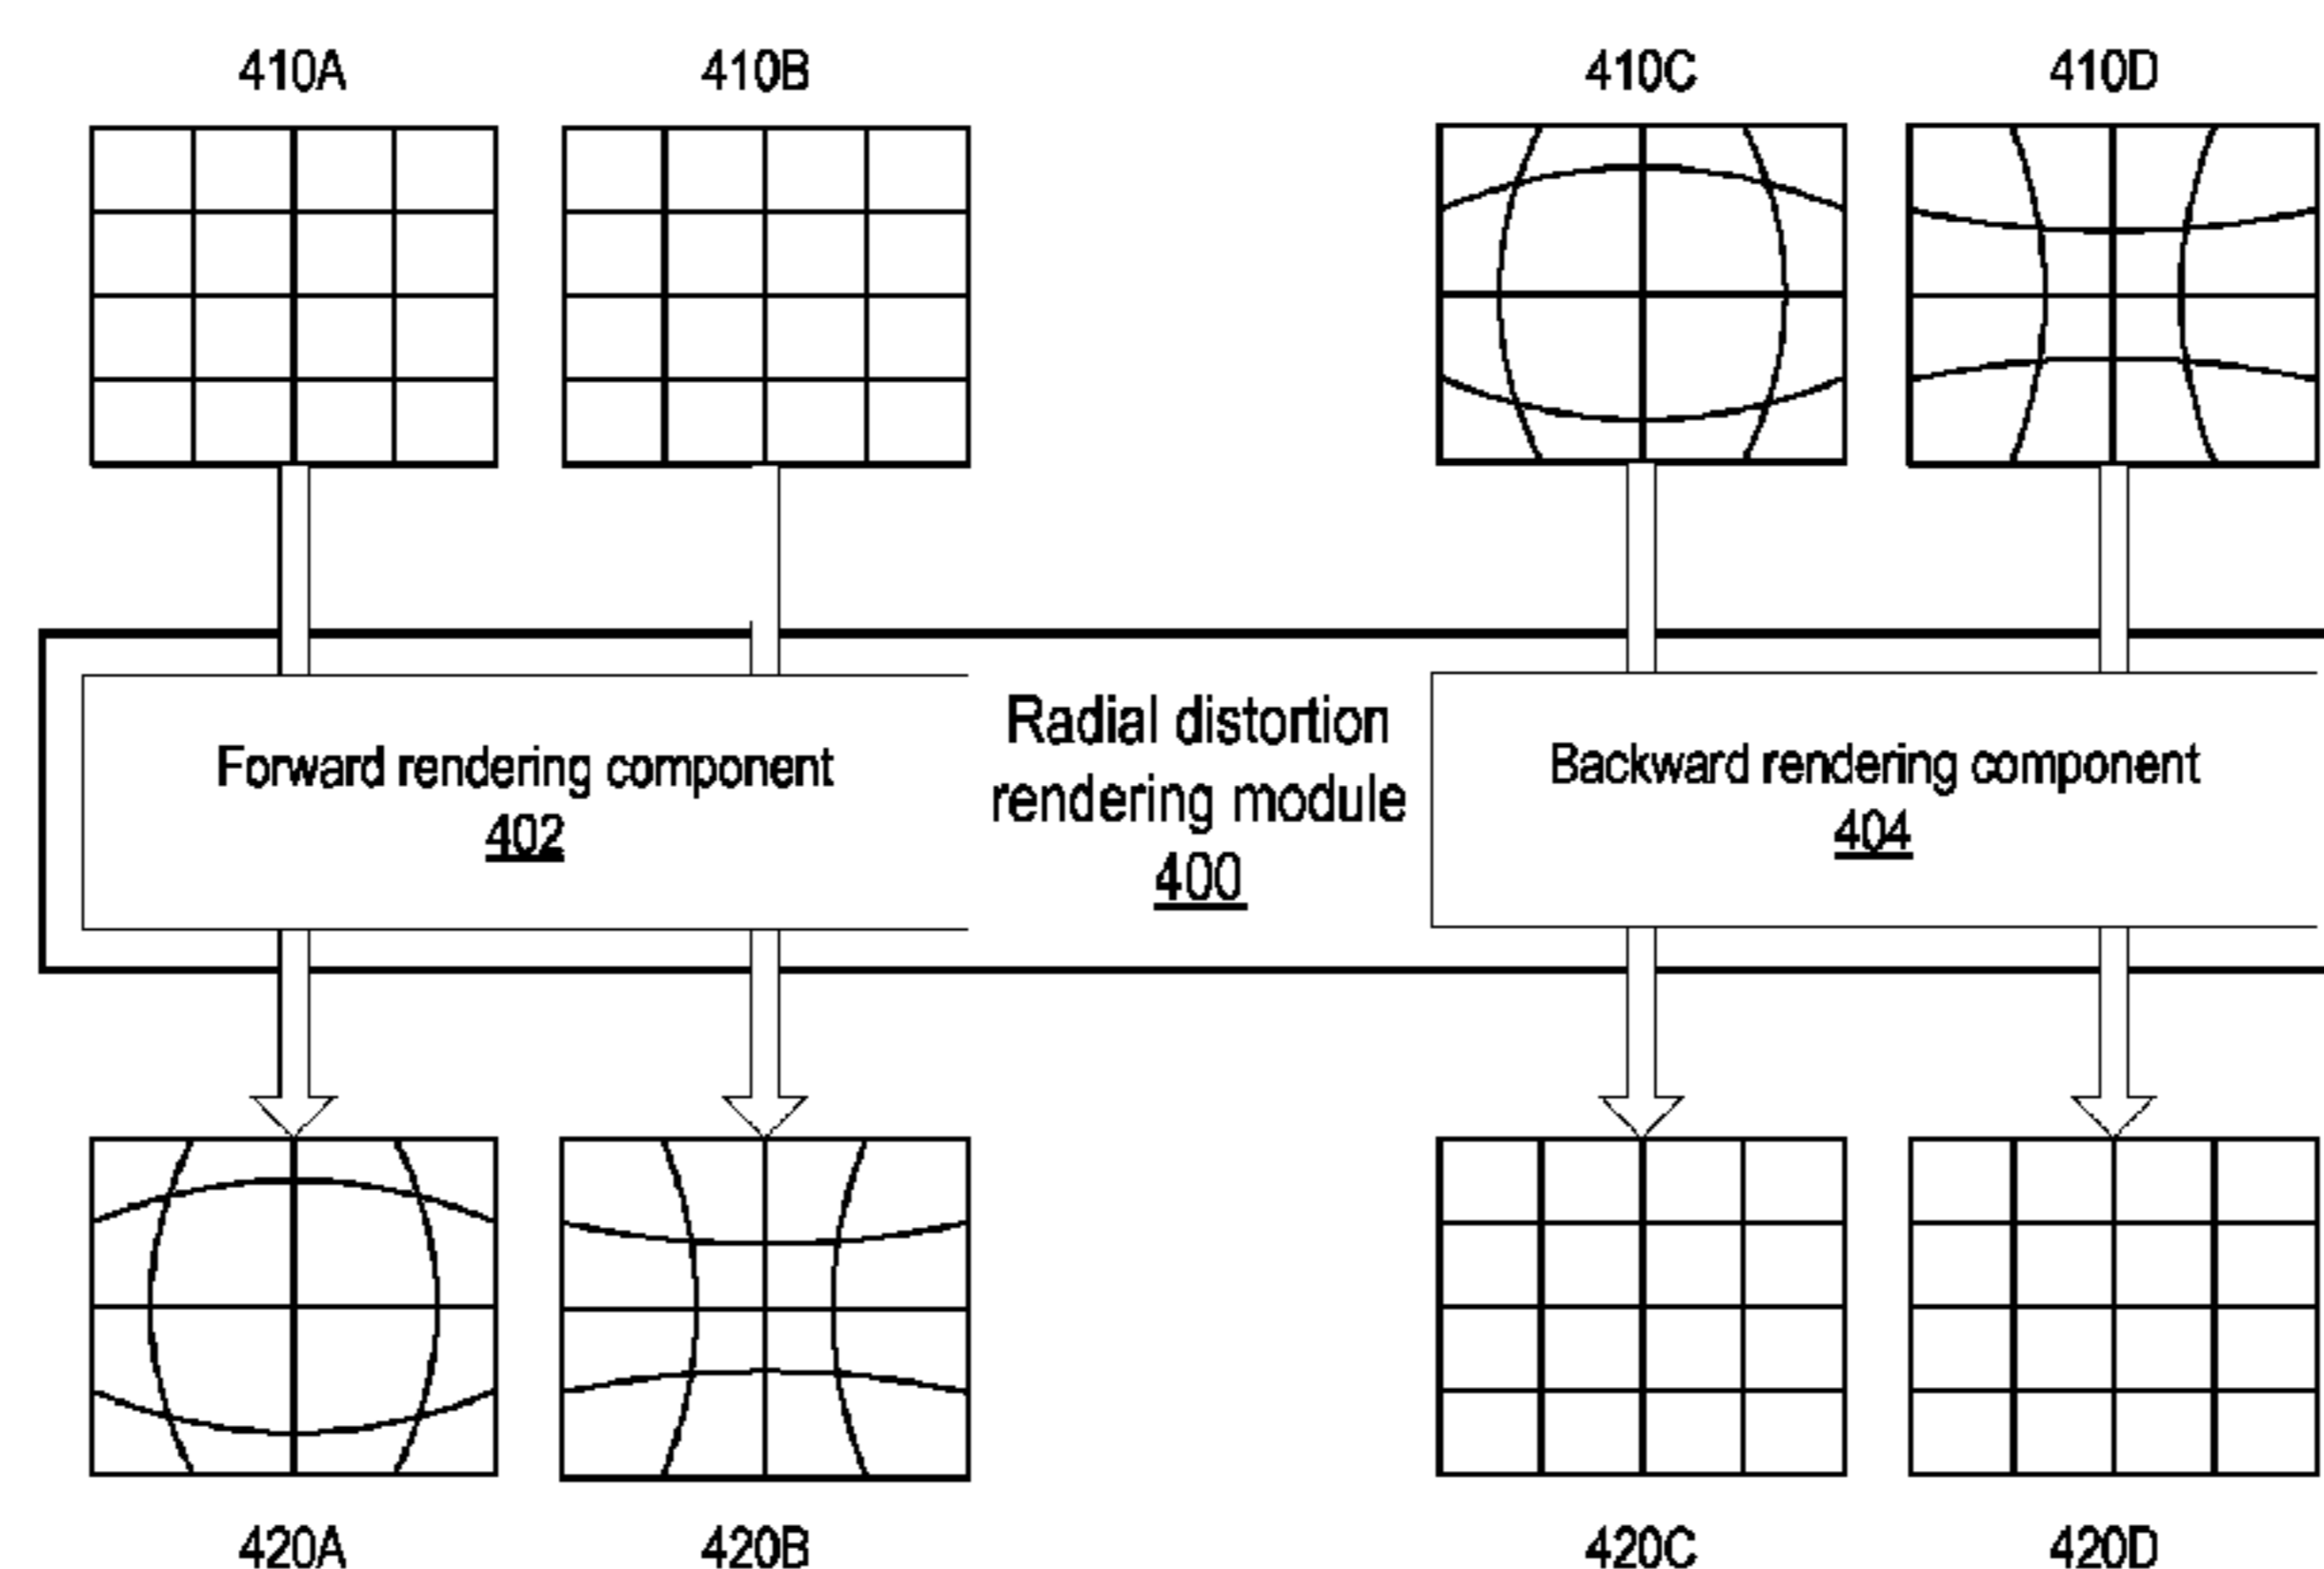 410A 410B 410C 410D
Forward rendering component
402
Radial distortion
rendering module
400
Backward rendering component
404
420A 420B 420C 420D